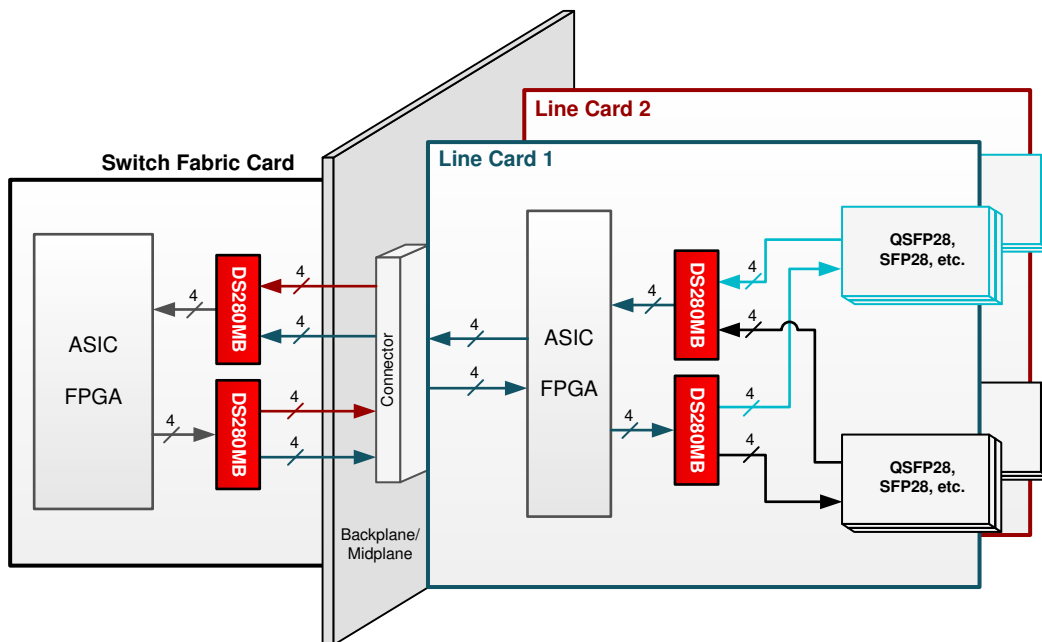 Line Card 2
Line Card 1
Switch Fabric Card
ASIC
FPGA
4
4
DS280MB
DS280MB
4
4
4
4
Connector
Backplane/
Midplane
4
4
ASIC
FPGA
4
4
DS280MB
DS280MB
4
4
4
4
QSFP28,
SFP28, etc.
QSFP28,
SFP28, etc.